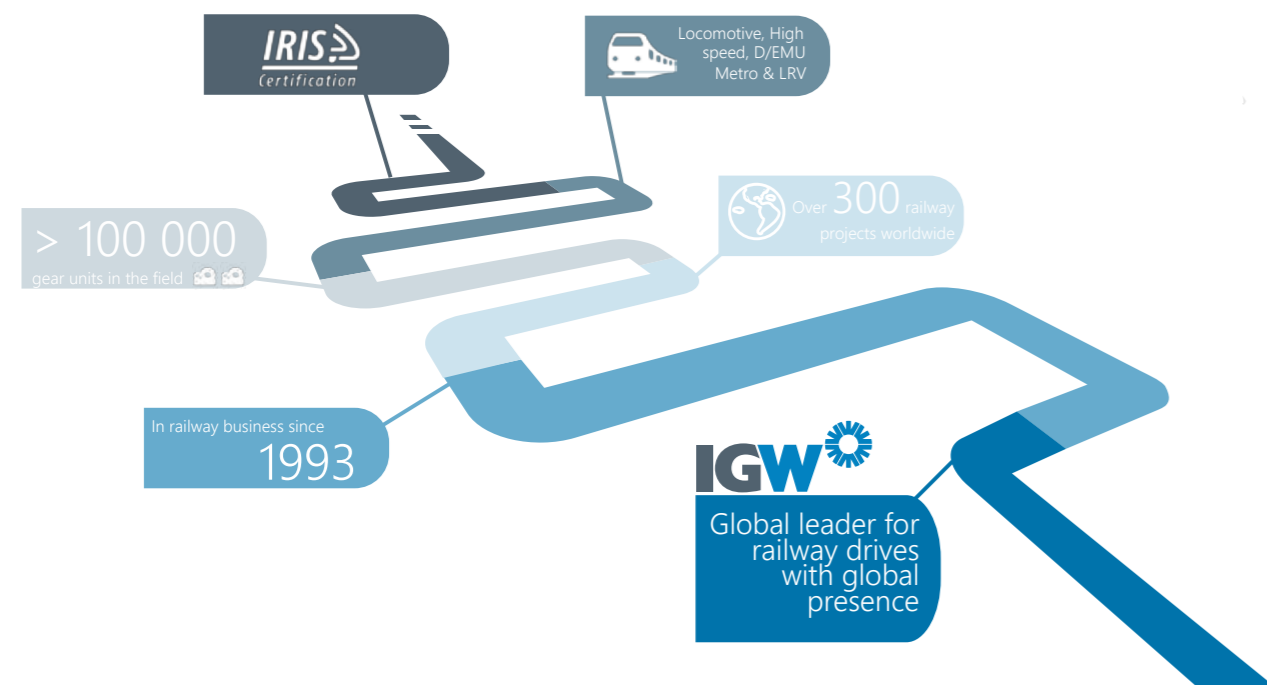 IRIS
Certification
Locomotive, High
speed, D/EMU
Metro & LRV
> 100 000
gear units in the field
Over 300 railway
projects worldwide
In railway business since
1993
IGW
Global leader for
railway drives
with global
presence